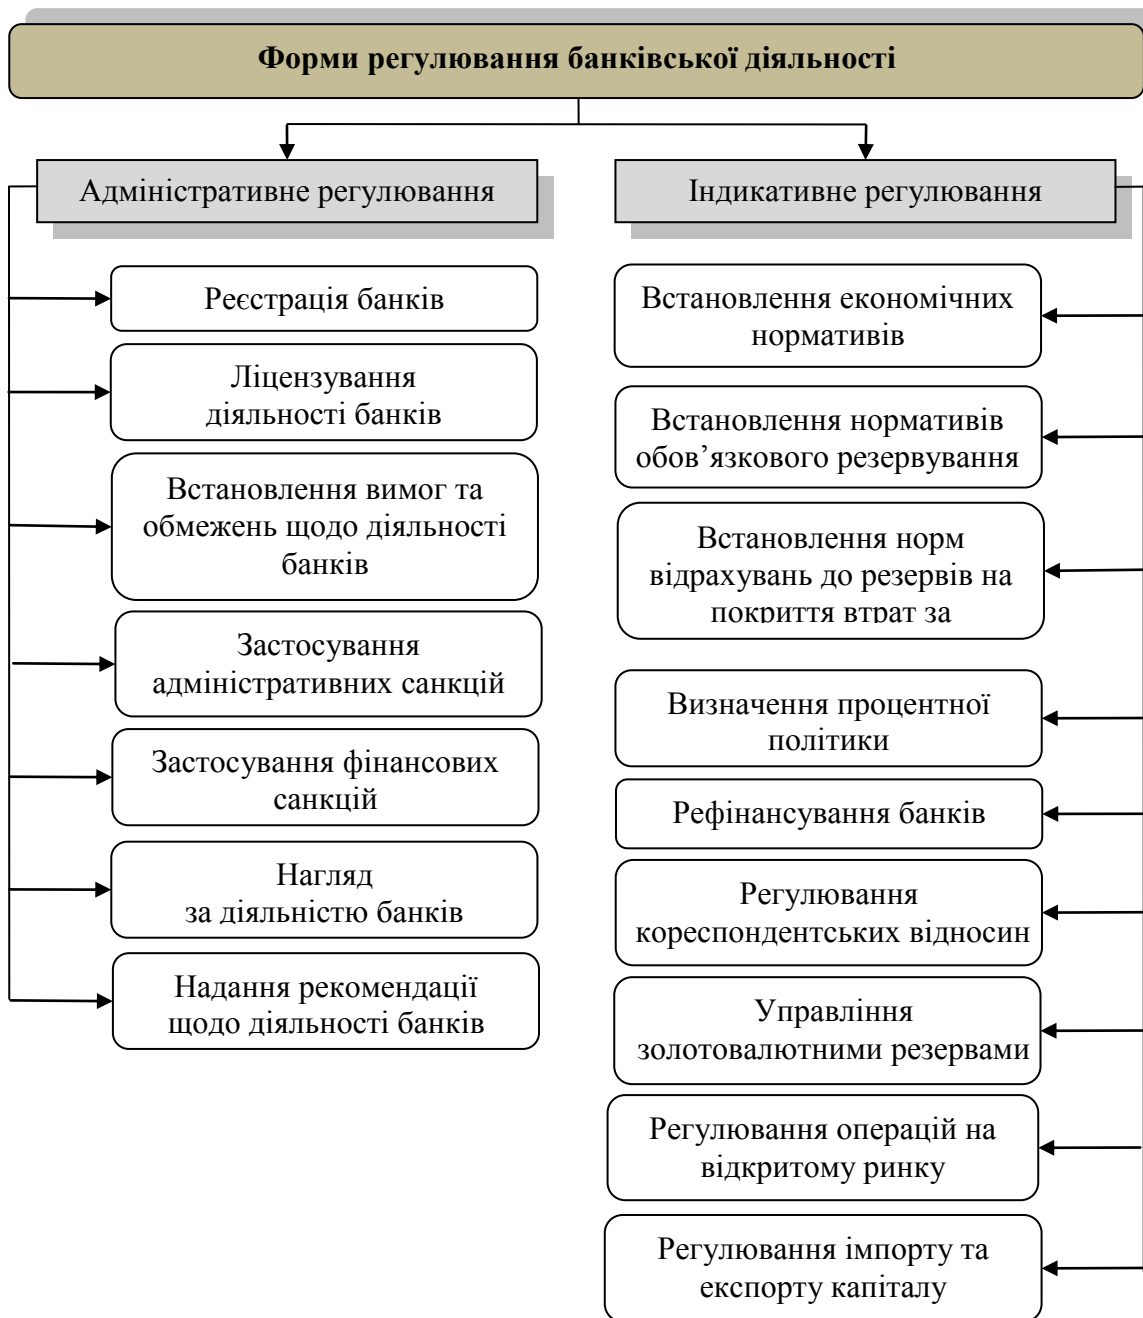 Форми регулювання банківської діяльності
Адміністративне регулювання
Реєстрація банків
Ліцензування
діяльності банків
Встановлення вимог та
обмежень щодо діяльності
банків
Застосування
адміністративних санкцій
Застосування фінансових
санкцій
Нагляд
за діяльністю банків
Надання рекомендації
щодо діяльності банків
Індикативне регулювання
Встановлення економічних
нормативів
Встановлення нормативів
обов’язкового резервування
Встановлення норм
відрахувань до резервів на
покриття втрат за
Визначення процентної
політики
Рефінансування банків
Регулювання
кореспондентських відносин
Управління
золотовалютними резервами
Регулювання операцій на
відкритому ринку
Регулювання імпорту та
експорту капіталу